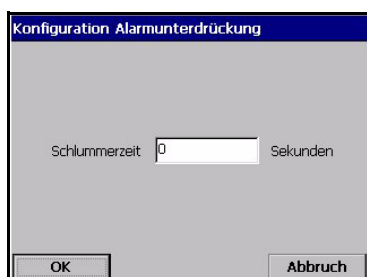 Konfiguration Alarmunterdrückung
Schlummerzeit 0 Sekunden
OK Abbruch